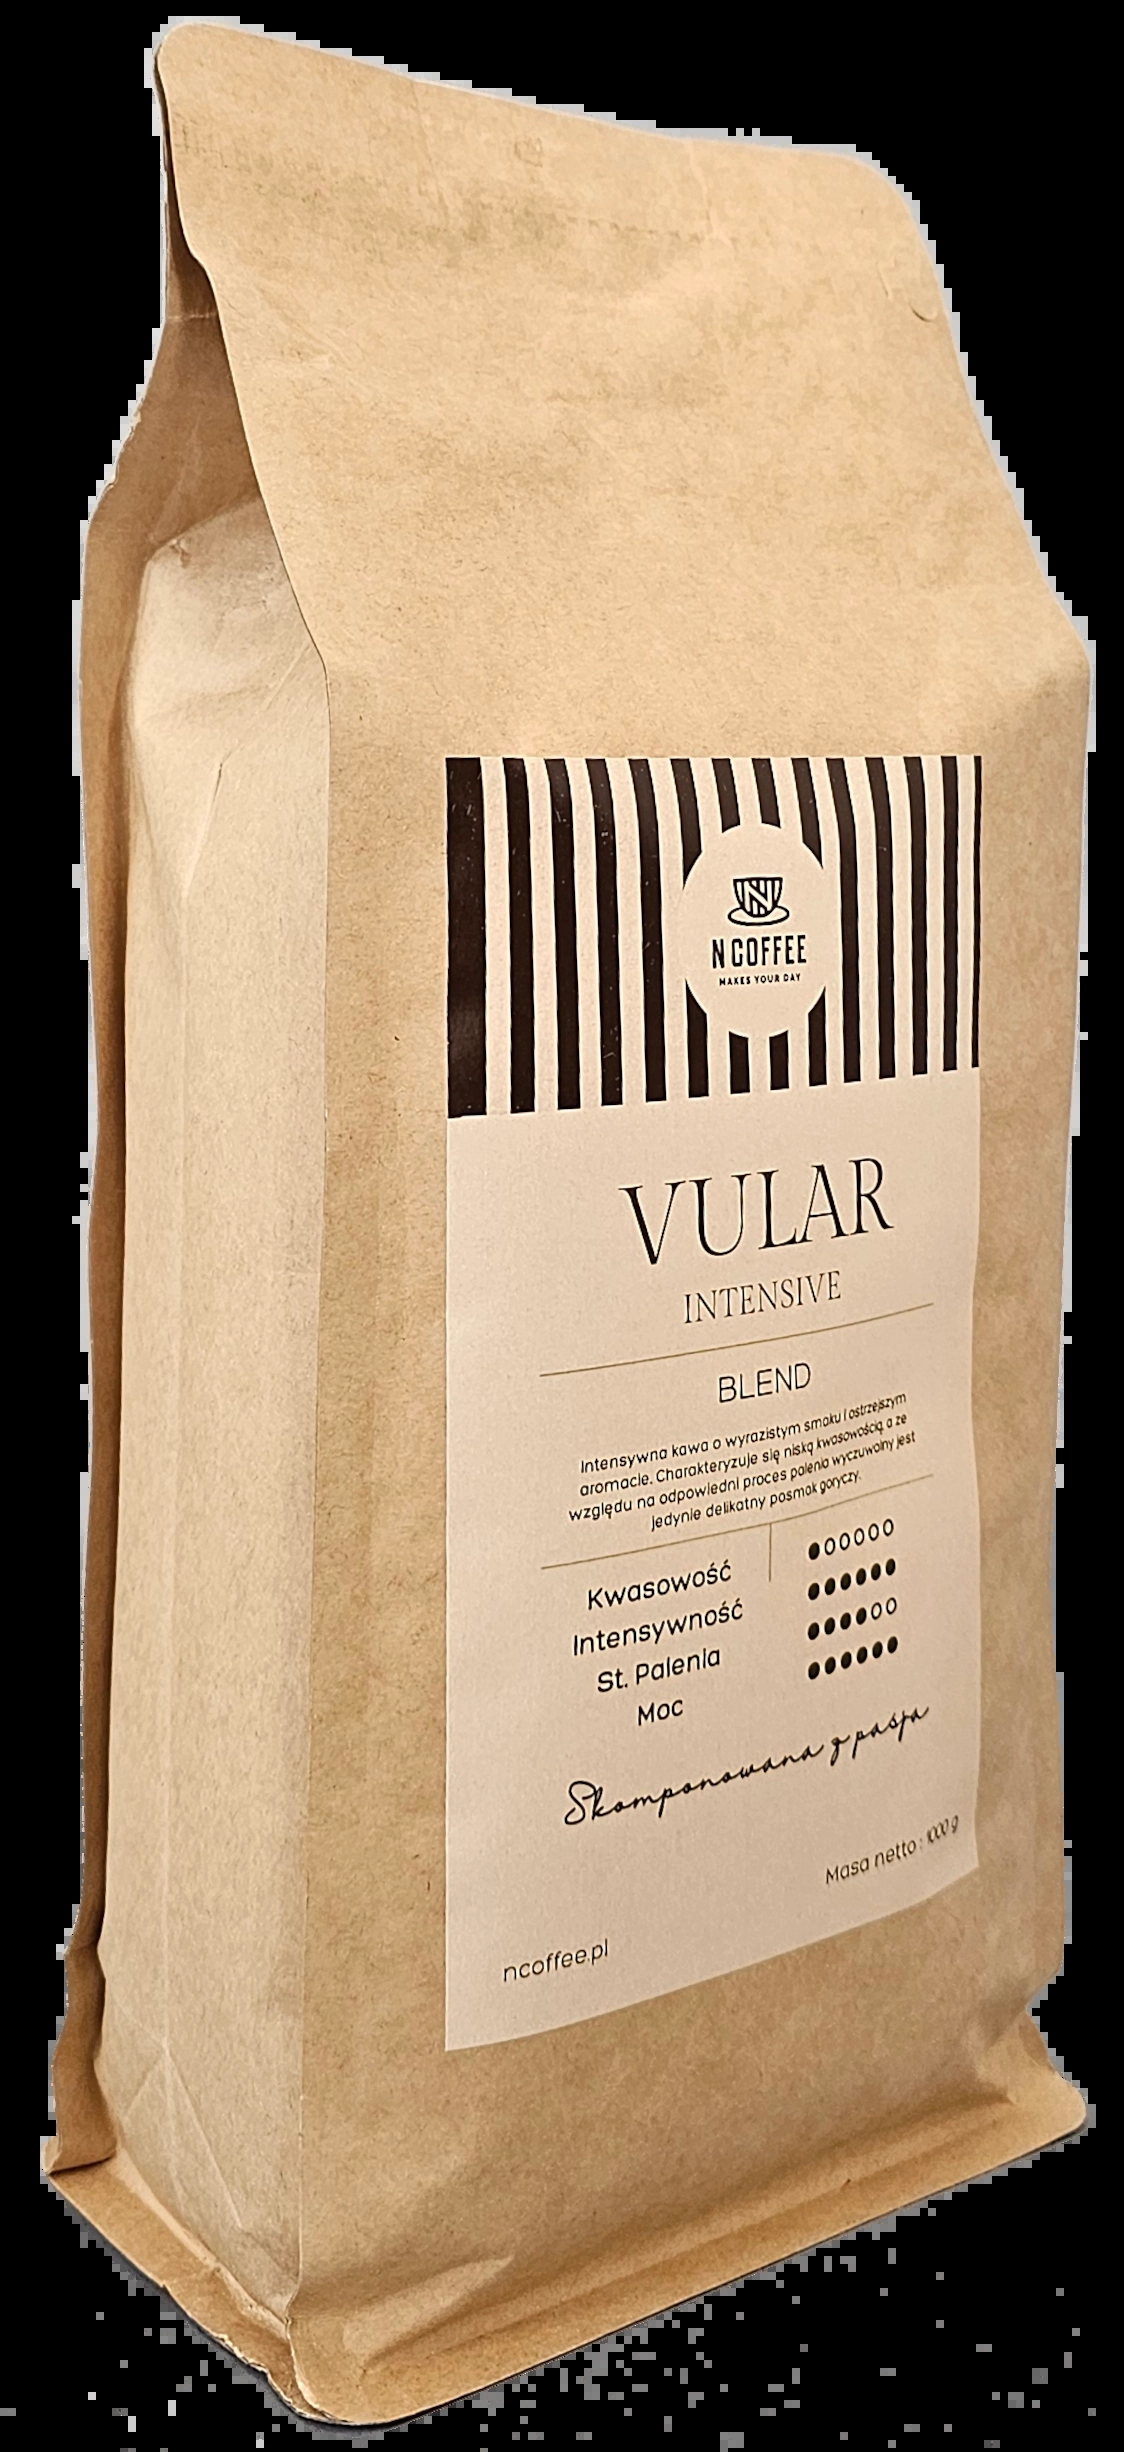 N COFFEE
MAKES YOUR DAY
VULAR
INTENSIVE
BLEND
Intensywna kawa o wyrazistym smaku i ostrzejszym
aromacie. Charakteryzuje się niską kwasowością, a ze
względu na odpowiedni proces palenia wyczuwalny jest
jedynie delikatny posmak goryczy.
Kwasowość
Intensywność
St. Palenia
Moc
Skomponowana z pasją
Masa netto : 1000 g
ncoffee.pl